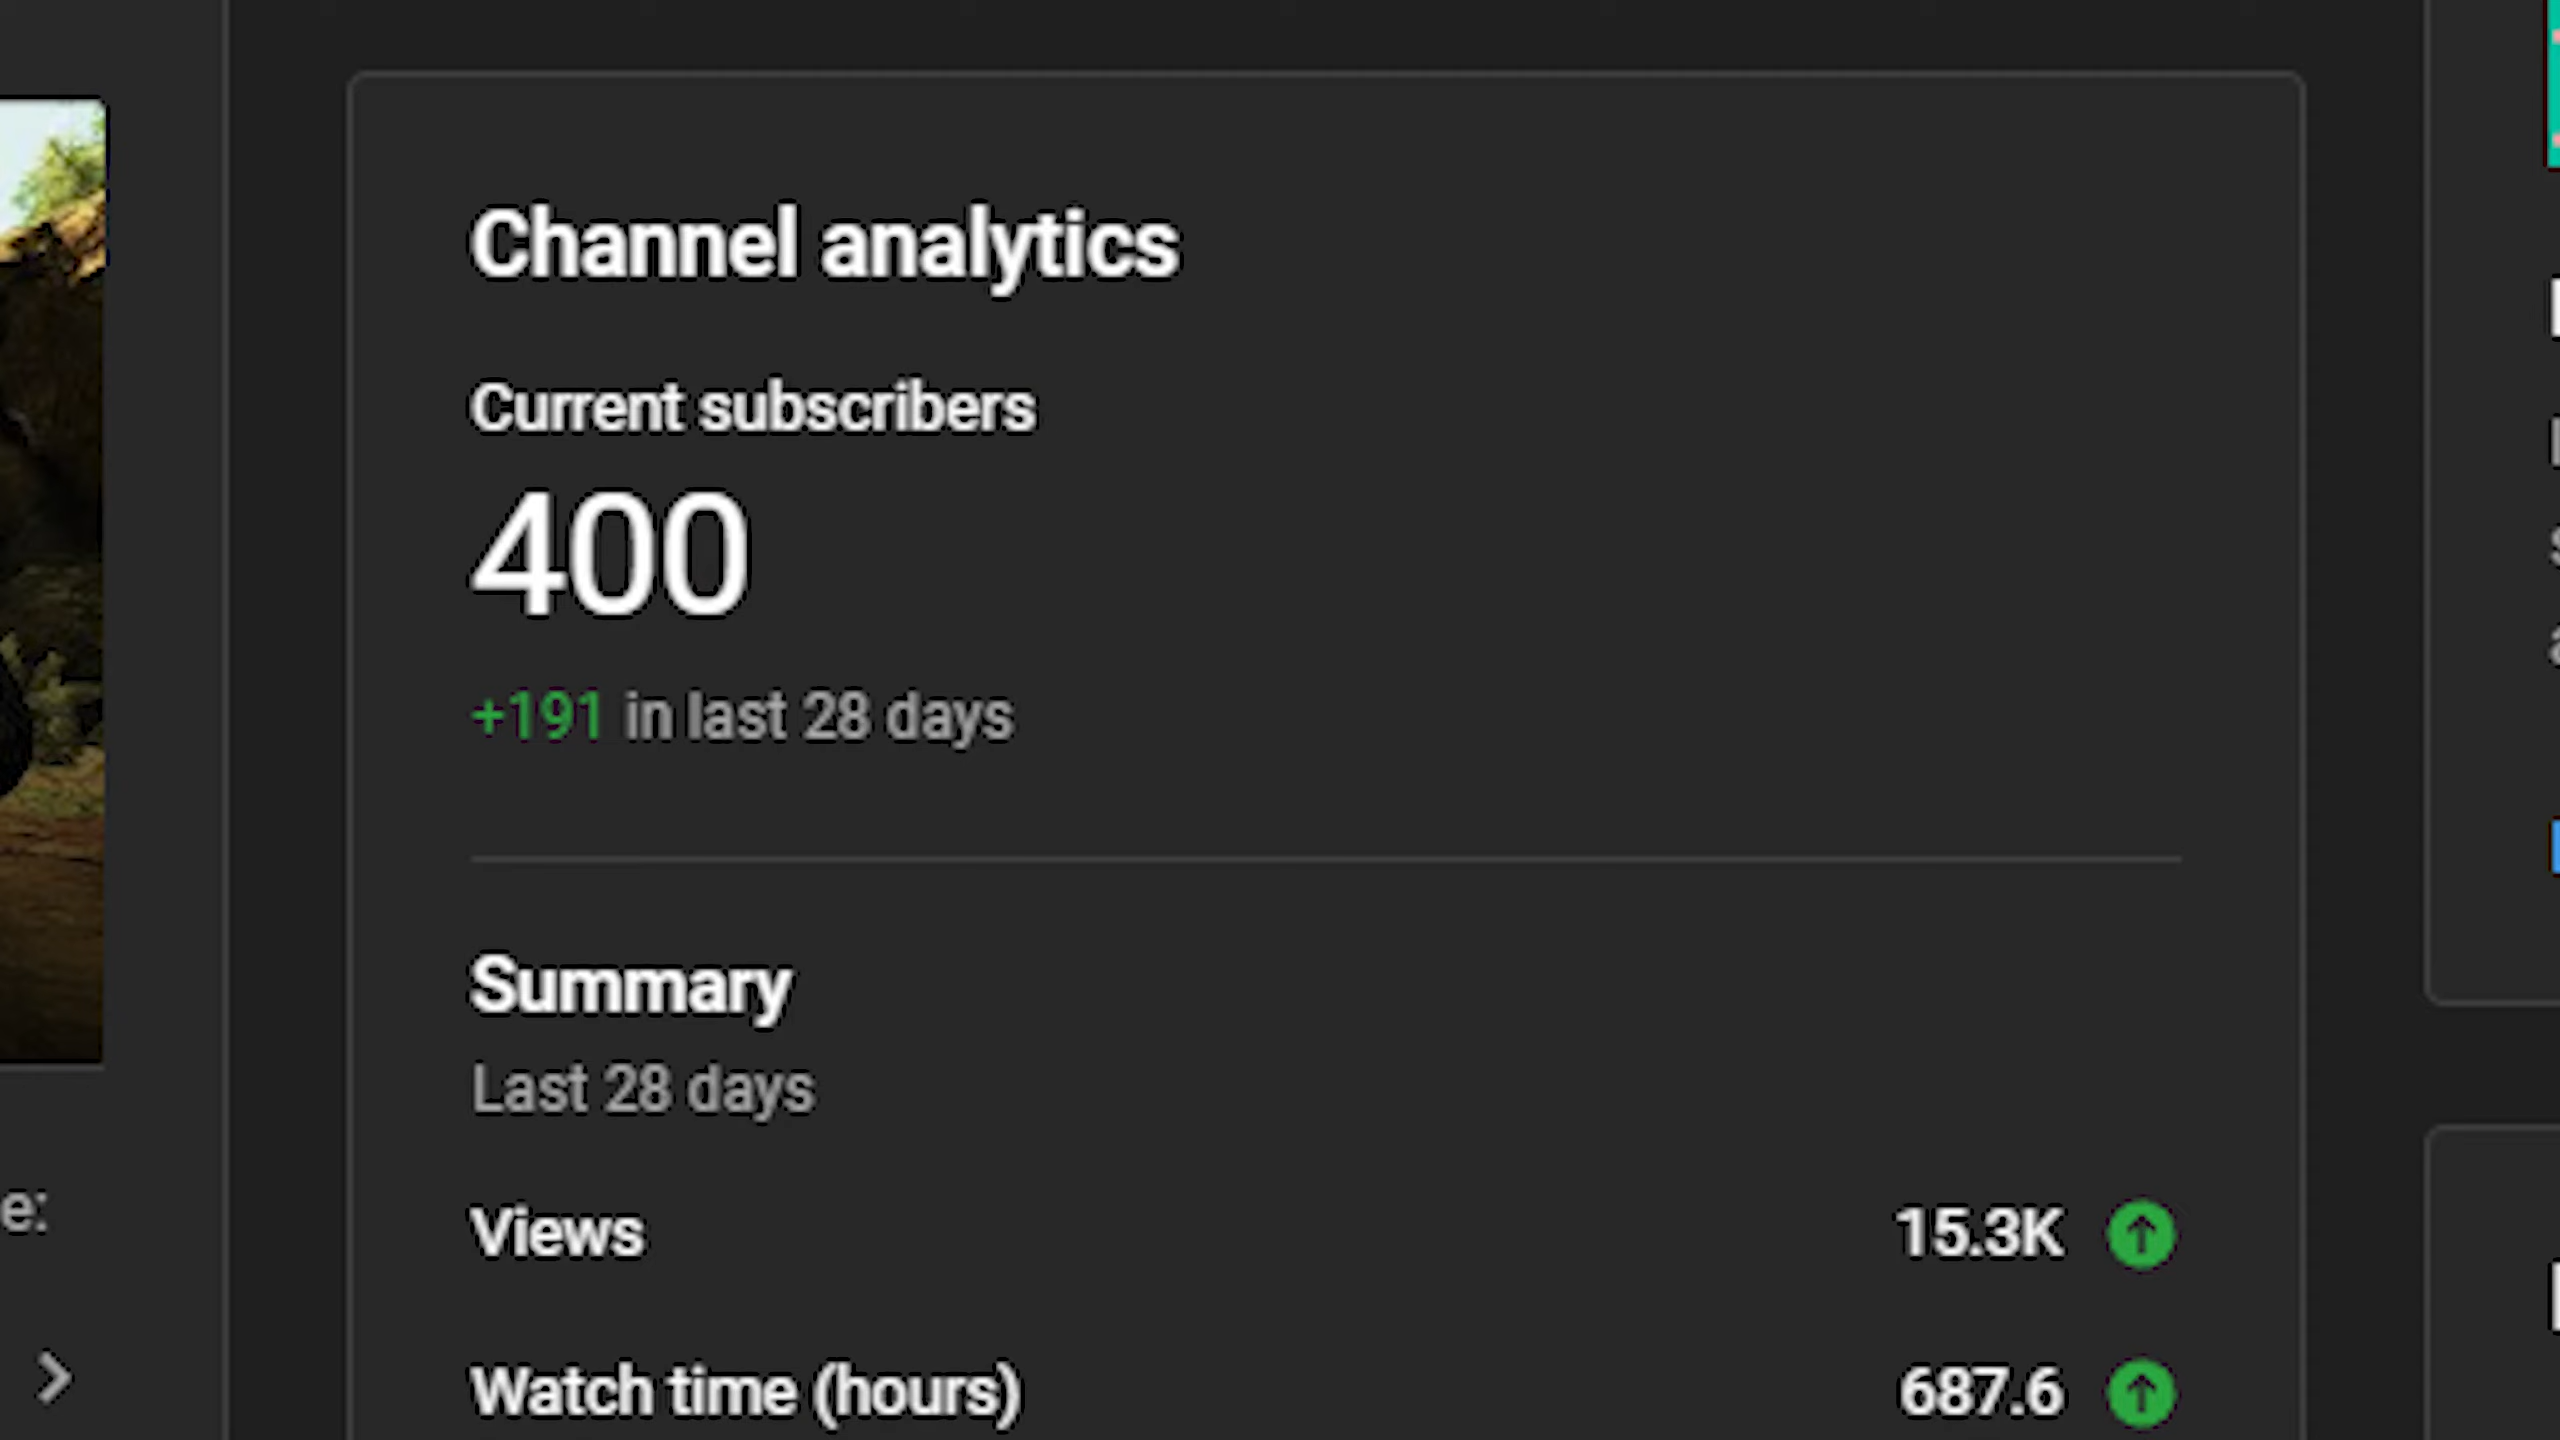 Channel analytics
Current subscribers
400
+191 in last 28 days
Summary
Last 28 days
Views 15.3K
Watch time (hours) 687.6
e: